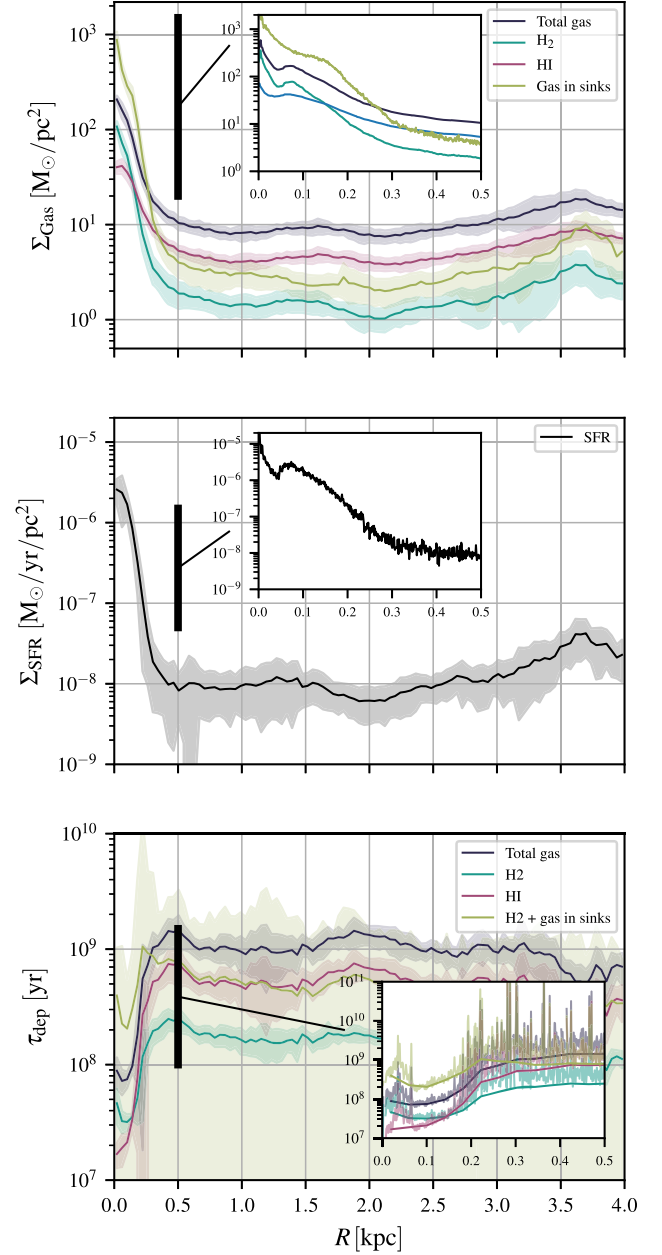 10³
10²
10¹
10⁰
Σ_Gas [M_⊙/pc²]
10³
10²
10¹
10⁰
0.0 0.1 0.2 0.3 0.4 0.5
Total gas
H₂
HI
Gas in sinks
10⁻⁵
10⁻⁶
10⁻⁷
10⁻⁸
10⁻⁹
Σ_SFR [M_⊙/yr/pc²]
10⁻⁵
10⁻⁶
10⁻⁷
10⁻⁸
10⁻⁹
0.0 0.1 0.2 0.3 0.4 0.5
SFR
10¹⁰
10⁹
10⁸
10⁷
τ_dep [yr]
Total gas
H2
HI
H2 + gas in sinks
10¹¹
10¹⁰
10⁹
10⁸
10⁷
0.0 0.1 0.2 0.3 0.4 0.5
0.0 0.5 1.0 1.5 2.0 2.5 3.0 3.5 4.0
R [kpc]